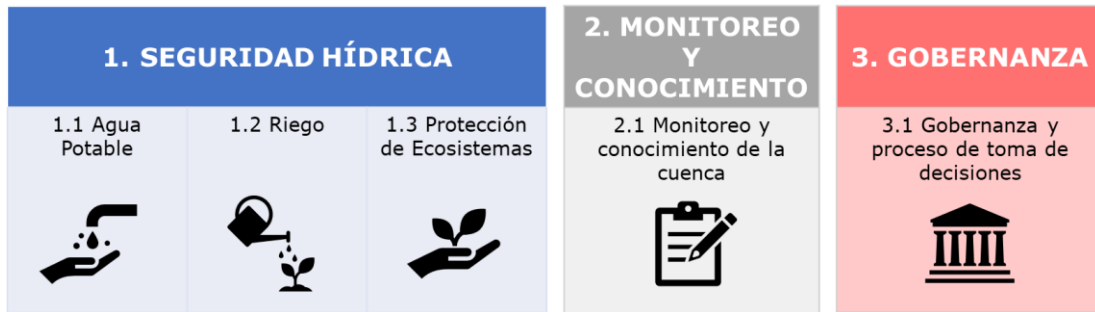 1. SEGURIDAD HÍDRICA
1.1 Agua
Potable
1.2 Riego
1.3 Protección
de Ecosistemas
2. MONITOREO
Y
CONOCIMIENTO
2.1 Monitoreo y
conocimiento de la
cuenca
3. GOBERNANZA
3.1 Gobernanza y
proceso de toma de
decisiones